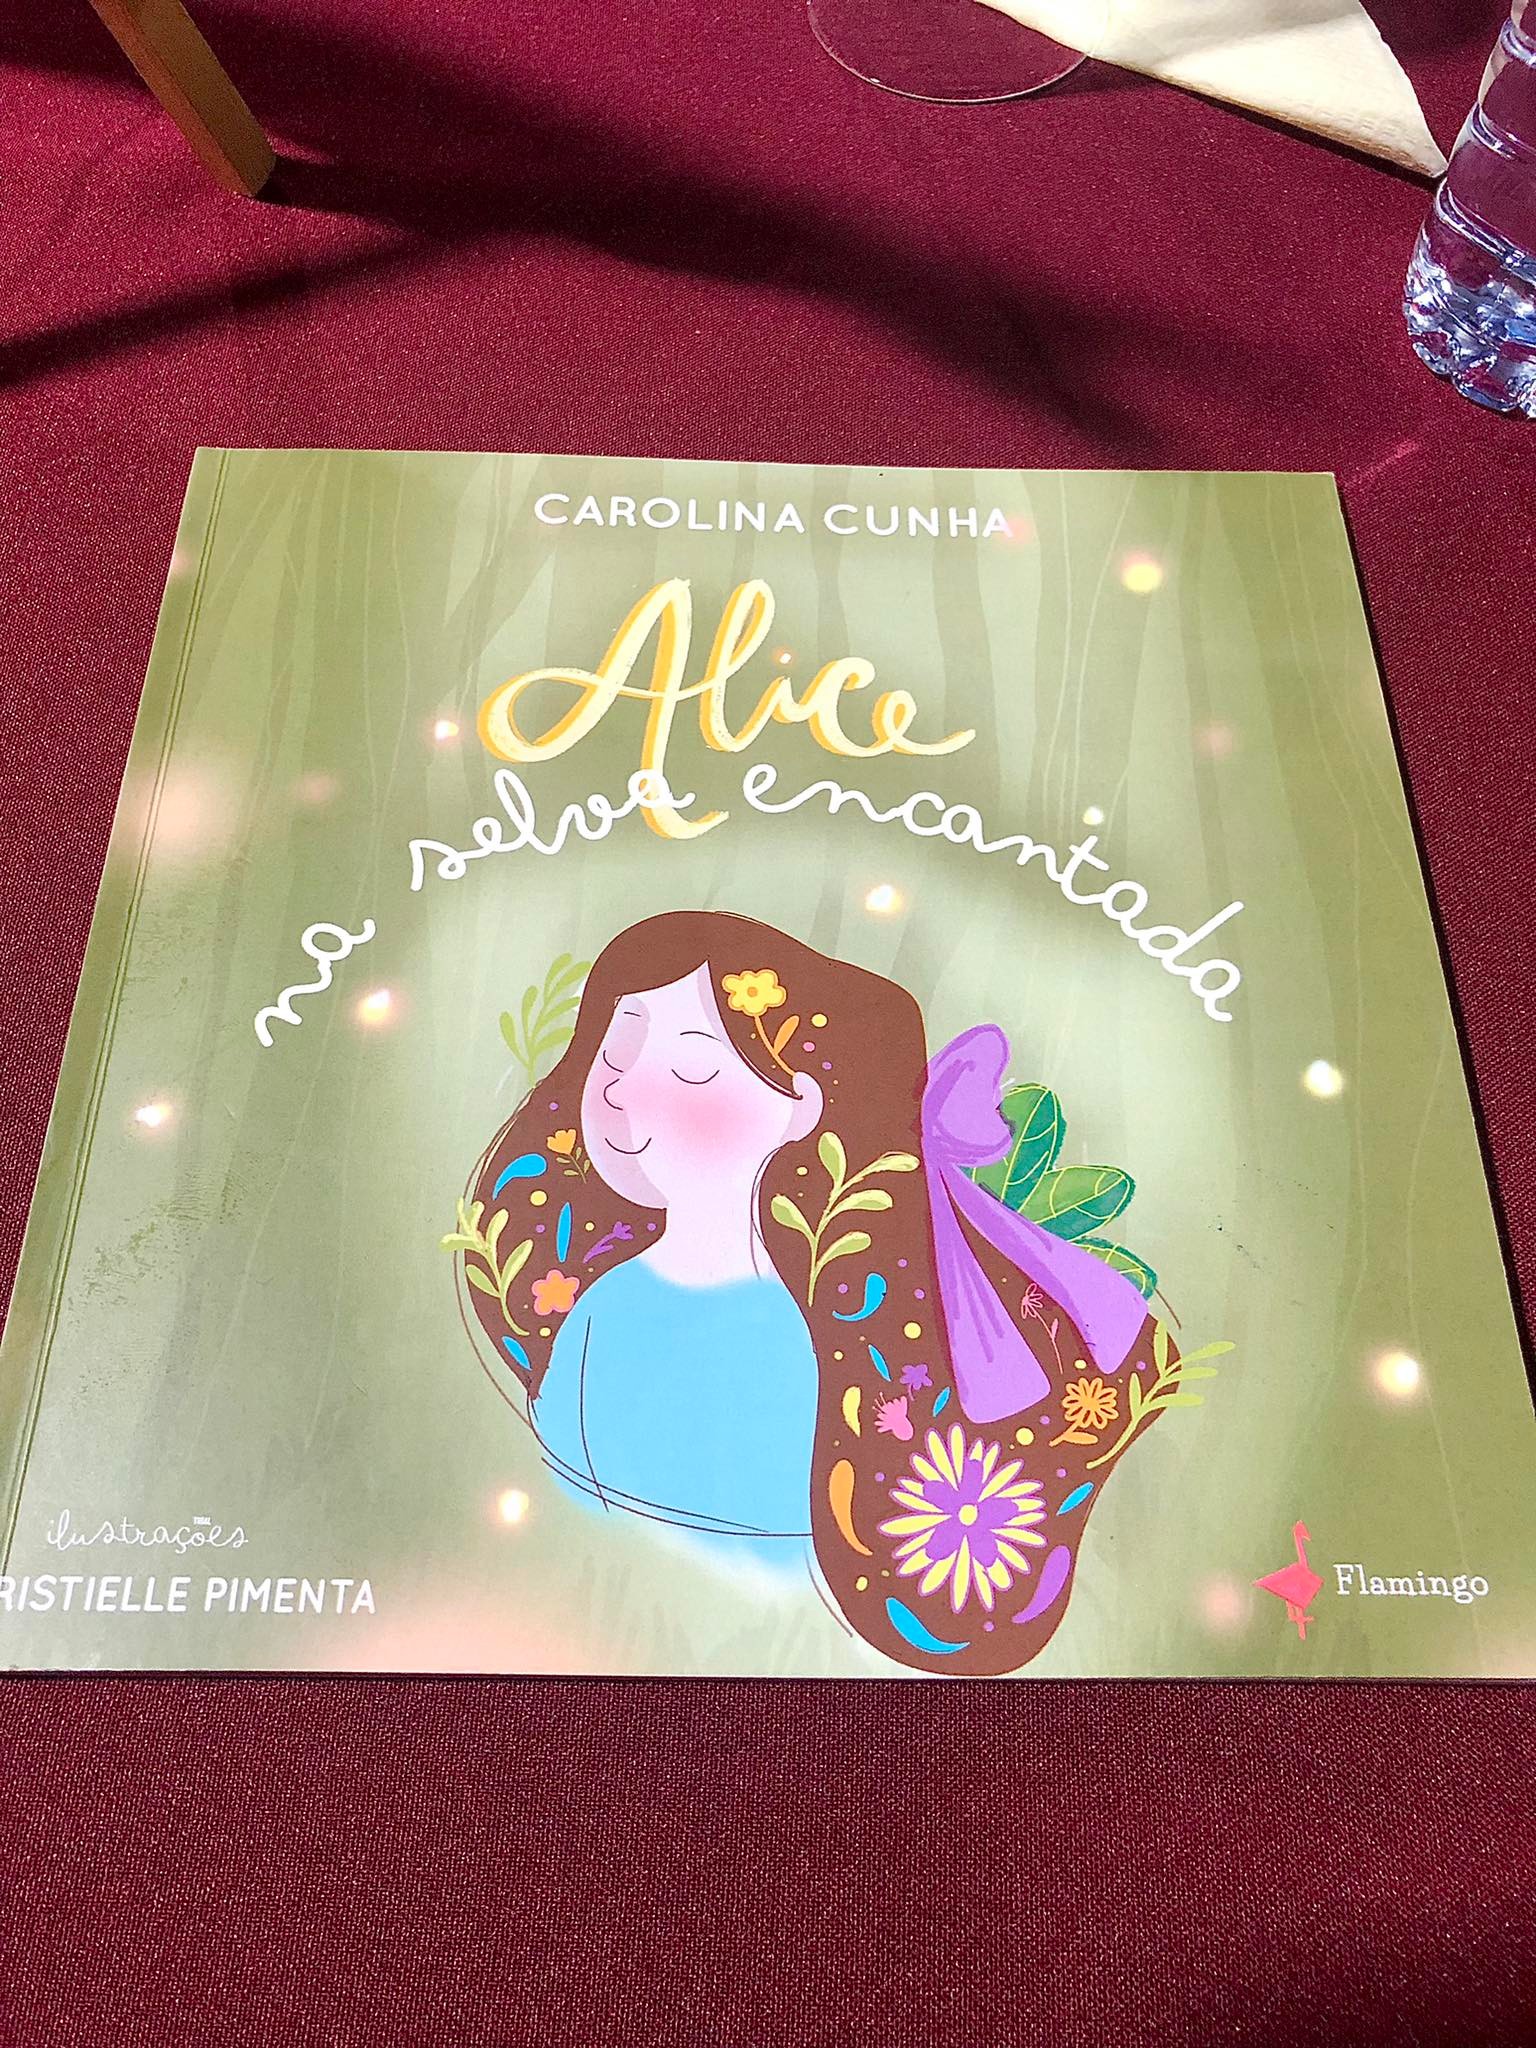 CAROLINA CUNHA
Alice
na selva encantada
ilustrações
RISTIELLE PIMENTA
Flamingo